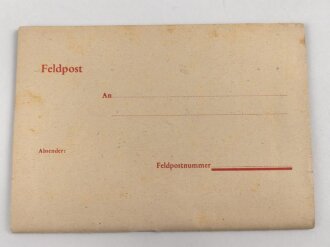 Feldpost
An
Absender:
Feldpostnummer